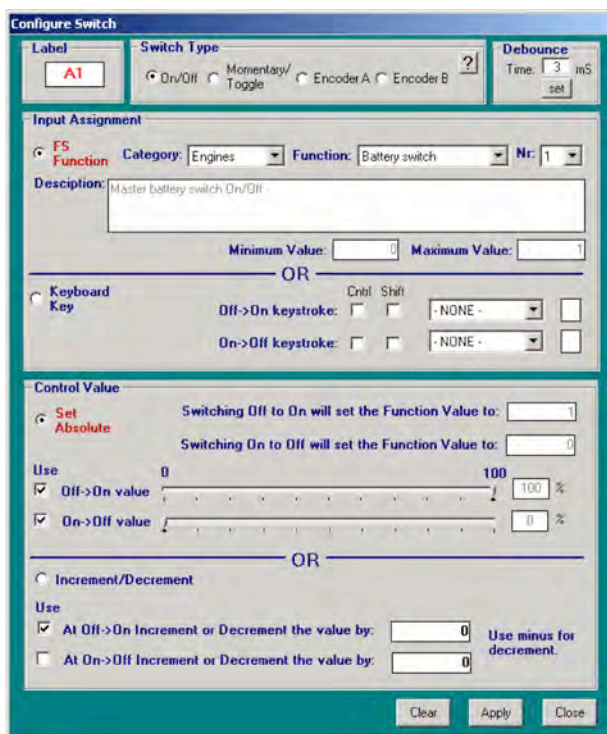 Configure Switch
Label
A1
Switch Type
On/Off
Momentary/
Toggle
Encoder A
Encoder B
?
Debounce
Time: 3 mS
set
Input Assignment
FS
Function
Category: Engines
Function: Battery switch
Nr: 1
Desciption: Master battery switch On/Off
Minimum Value: 0 Maximum Value: 1
OR
Keyboard
Key
Cntrl Shift
Off->On keystroke: - NONE -
On->Off keystroke: - NONE -
Control Value
Set
Absolute
Switching Off to On will set the Function Value to: 1
Switching On to Off will set the Function Value to: 0
Use 0 100
Off->On value 100 %
On->Off value 0 %
OR
Increment/Decrement
Use
At Off->On Increment or Decrement the value by: 0
At On->Off Increment or Decrement the value by: 0
Use minus for
decrement.
Clear Apply Close